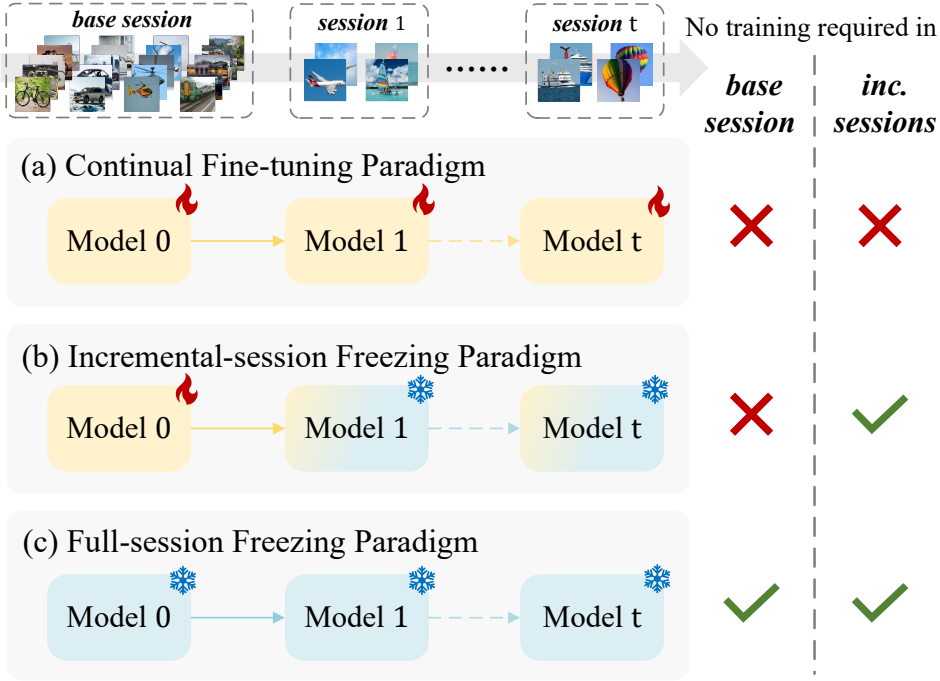 base session
session 1
......
session t
No training required in
base session
inc. sessions
(a) Continual Fine-tuning Paradigm
Model 0
Model 1
Model t
(b) Incremental-session Freezing Paradigm
Model 0
Model 1
Model t
(c) Full-session Freezing Paradigm
Model 0
Model 1
Model t